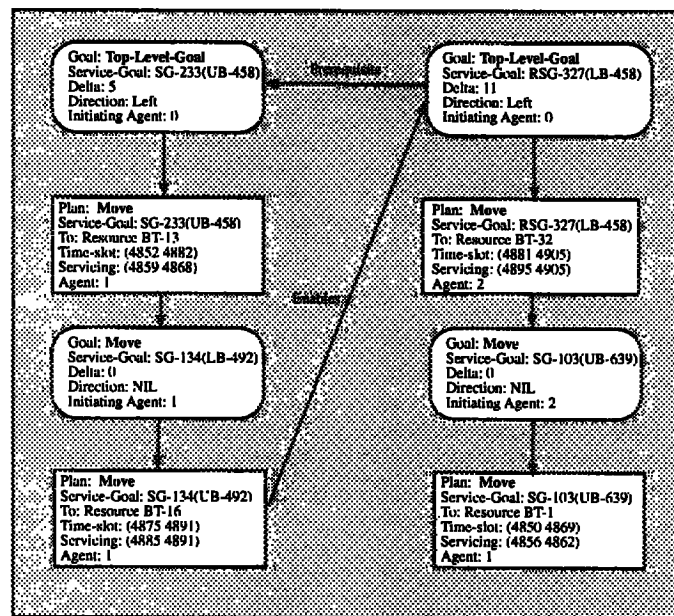 Goal: Top-Level-Goal
Service-Goal: SG-233(UB-458)
Delta: 5
Direction: Left
Initiating Agent: 0
Prerequisite
Goal: Top-Level-Goal
Service-Goal: RSG-327(LB-458)
Delta: 11
Direction: Left
Initiating Agent: 0
Plan: Move
Service-Goal: SG-233(UB-458)
To: Resource BT-13
Time-slot: (4852 4882)
Servicing: (4859 4868)
Agent: 1
Plan: Move
Service-Goal: RSG-327(LB-458)
To: Resource BT-32
Time-slot: (4881 4905)
Servicing: (4895 4905)
Agent: 2
Enables
Goal: Move
Service-Goal: SG-134(LB-492)
Delta: 0
Direction: NIL
Initiating Agent: 1
Goal: Move
Service-Goal: SG-103(UB-639)
Delta: 0
Direction: NIL
Initiating Agent: 2
Plan: Move
Service-Goal: SG-134(UB-492)
To: Resource BT-16
Time-slot: (4875 4891)
Servicing: (4885 4891)
Agent: 1
Plan: Move
Service-Goal: SG-103(UB-639)
To: Resource BT-1
Time-slot: (4850 4869)
Servicing: (4856 4862)
Agent: 1